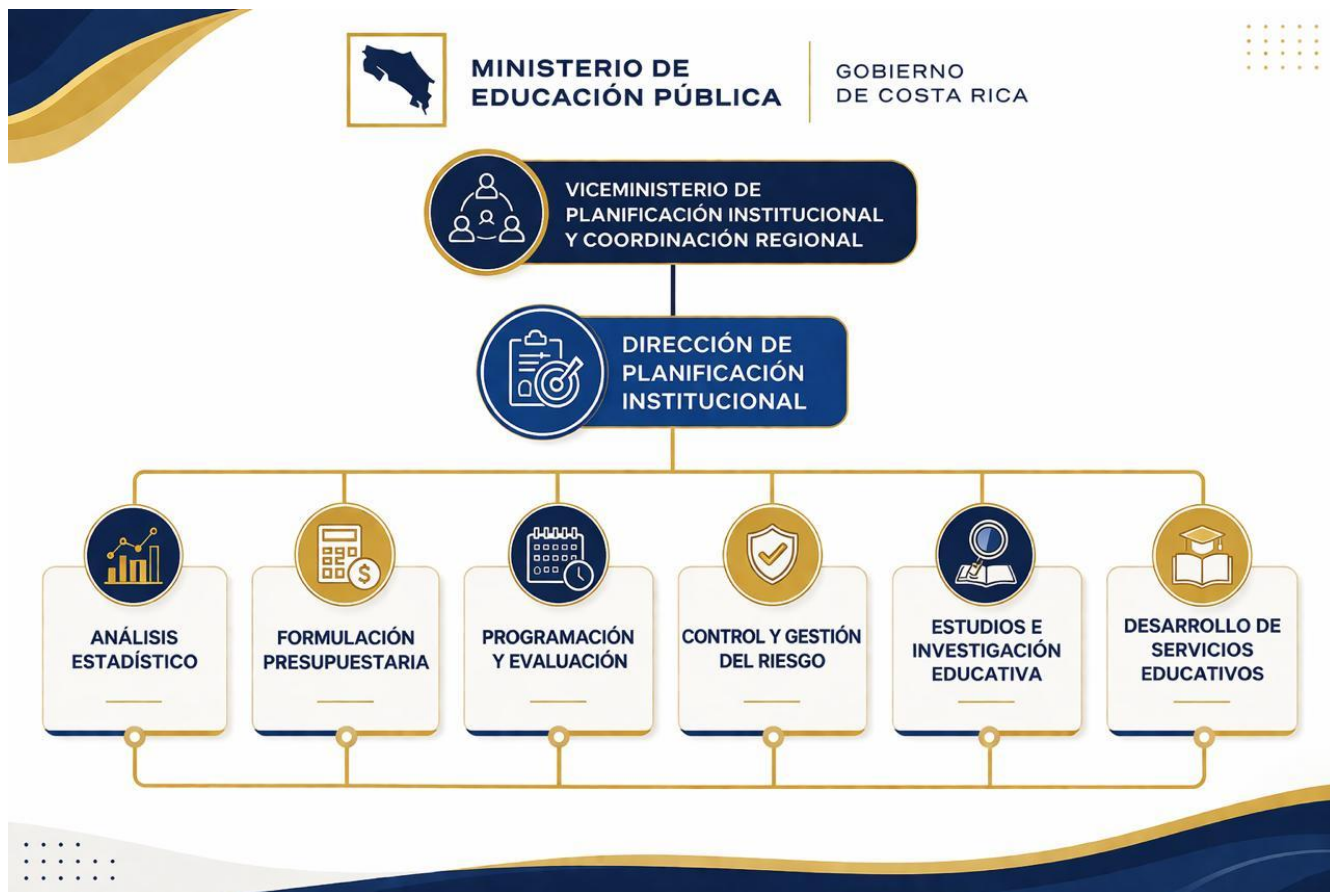 MINISTERIO DE
EDUCACIÓN PÚBLICA
GOBIERNO
DE COSTA RICA
VICEMINISTERIO DE
PLANIFICACIÓN INSTITUCIONAL
Y COORDINACIÓN REGIONAL
DIRECCIÓN DE
PLANIFICACIÓN
INSTITUCIONAL
ANÁLISIS
ESTADÍSTICO
FORMULACIÓN
PRESUPUESTARIA
PROGRAMACIÓN
Y EVALUACIÓN
CONTROL Y GESTIÓN
DEL RIESGO
ESTUDIOS E
INVESTIGACIÓN
EDUCATIVA
DESARROLLO DE
SERVICIOS
EDUCATIVOS